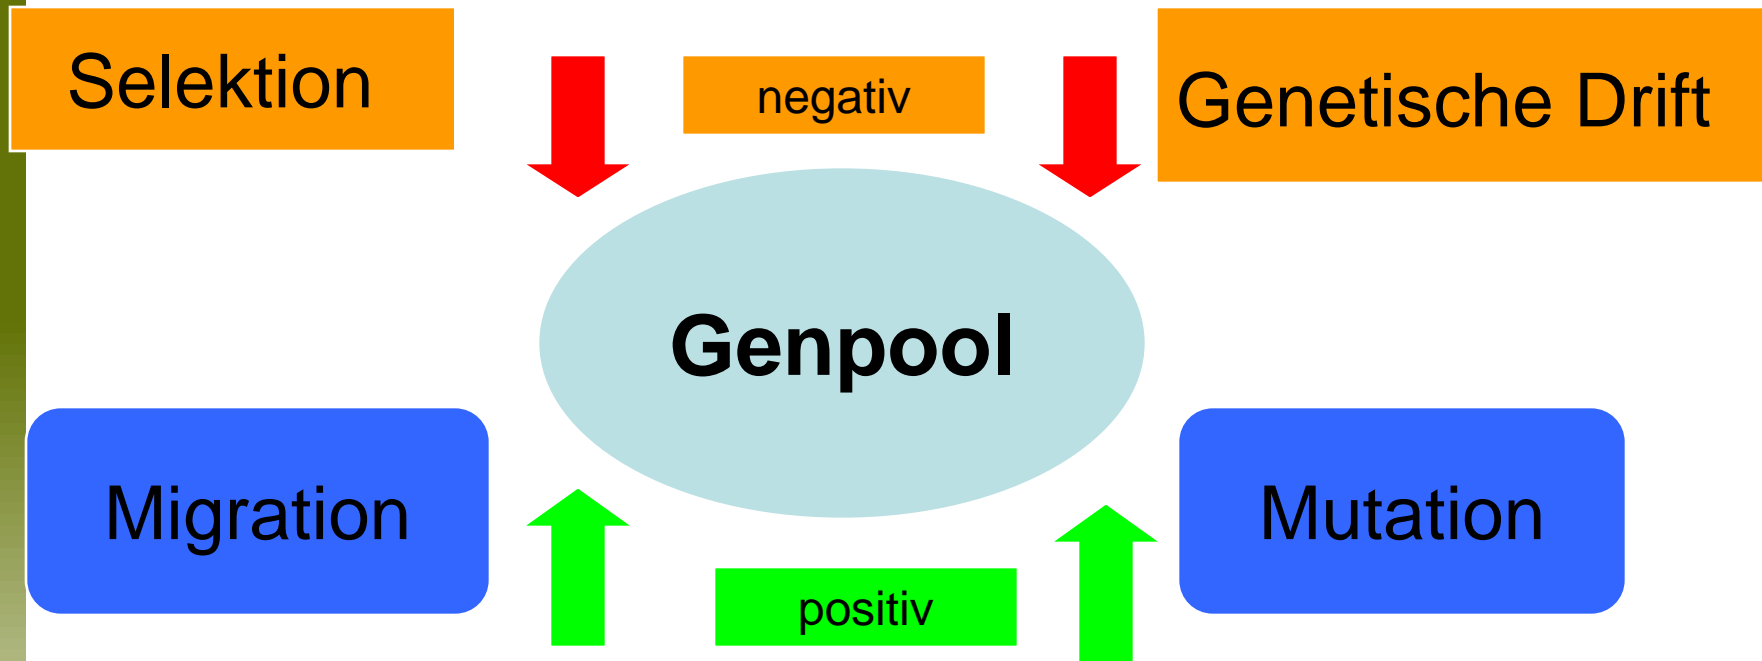 Selektion
negativ
Genetische Drift
Genpool
Migration
Mutation
positiv